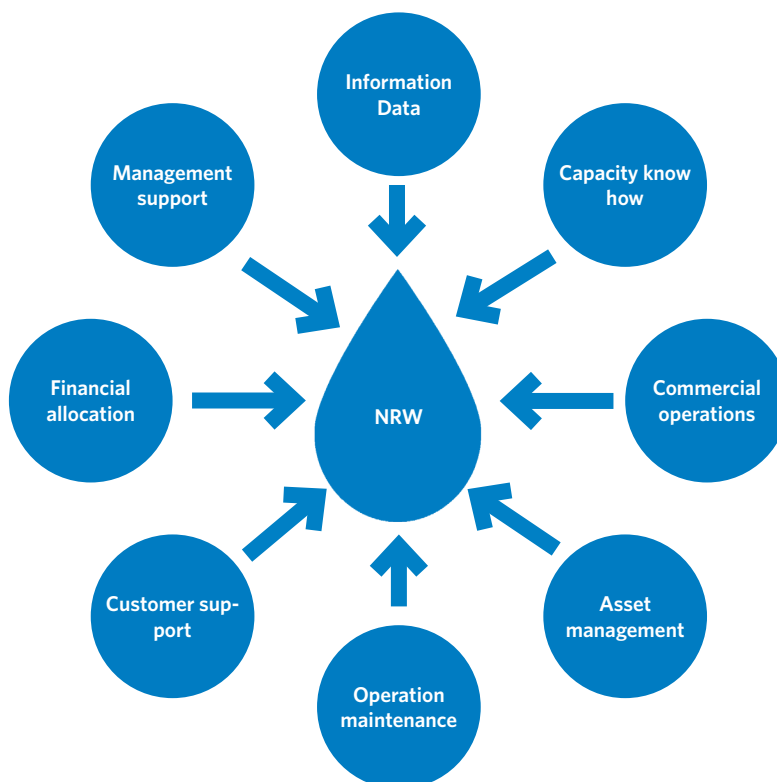 Information
Data
Management
support
Capacity know
how
Financial
allocation
NRW
Commercial
operations
Customer sup-
port
Asset
management
Operation
maintenance